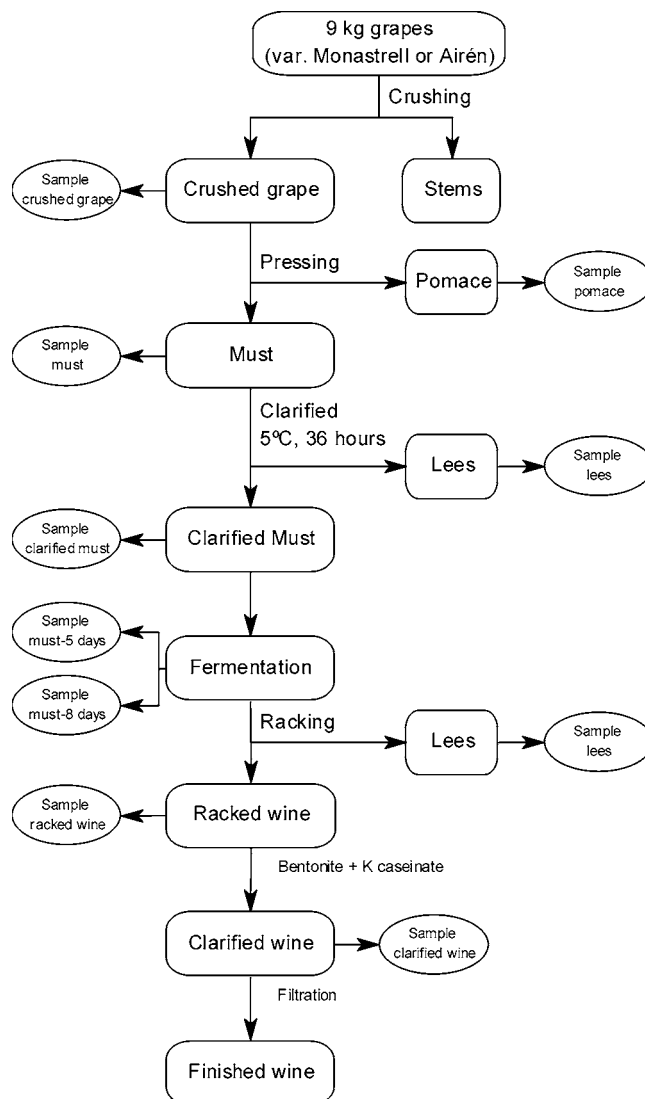 9 kg grapes
(var. Monastrell or Airén)
Crushing
Sample
crushed grape
Crushed grape
Stems
Pressing
Pomace
Sample
pomace
Sample
must
Must
Clarified
5ºC, 36 hours
Lees
Sample
lees
Sample
clarified must
Clarified Must
Sample
must-5 days
Fermentation
Sample
must-8 days
Racking
Lees
Sample
lees
Sample
racked wine
Racked wine
Bentonite + K caseinate
Clarified wine
Sample
clarified wine
Filtration
Finished wine